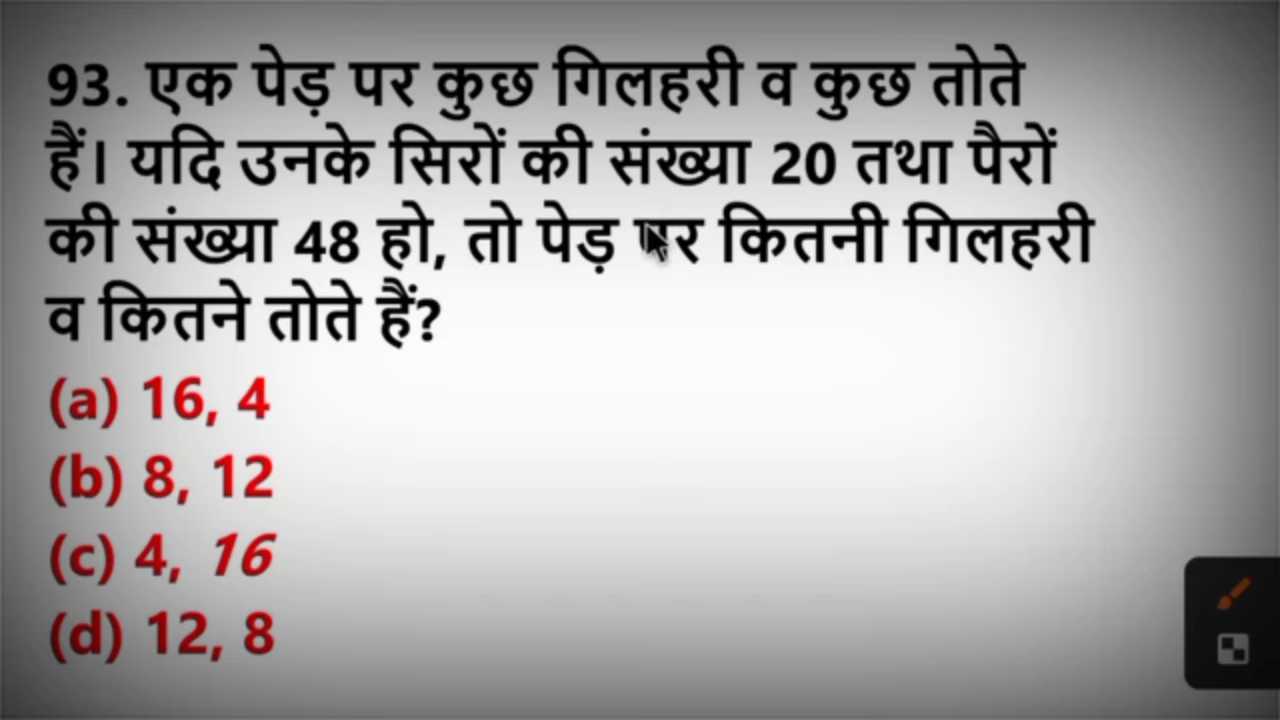 93. एक पेड़ पर कुछ गिलहरी व कुछ तोते
हैं। यदि उनके सिरों की संख्या 20 तथा पैरों
की संख्या 48 हो, तो पेड़ पर कितनी गिलहरी
व कितने तोते हैं?
(a) 16, 4
(b) 8, 12
(c) 4, 16
(d) 12, 8